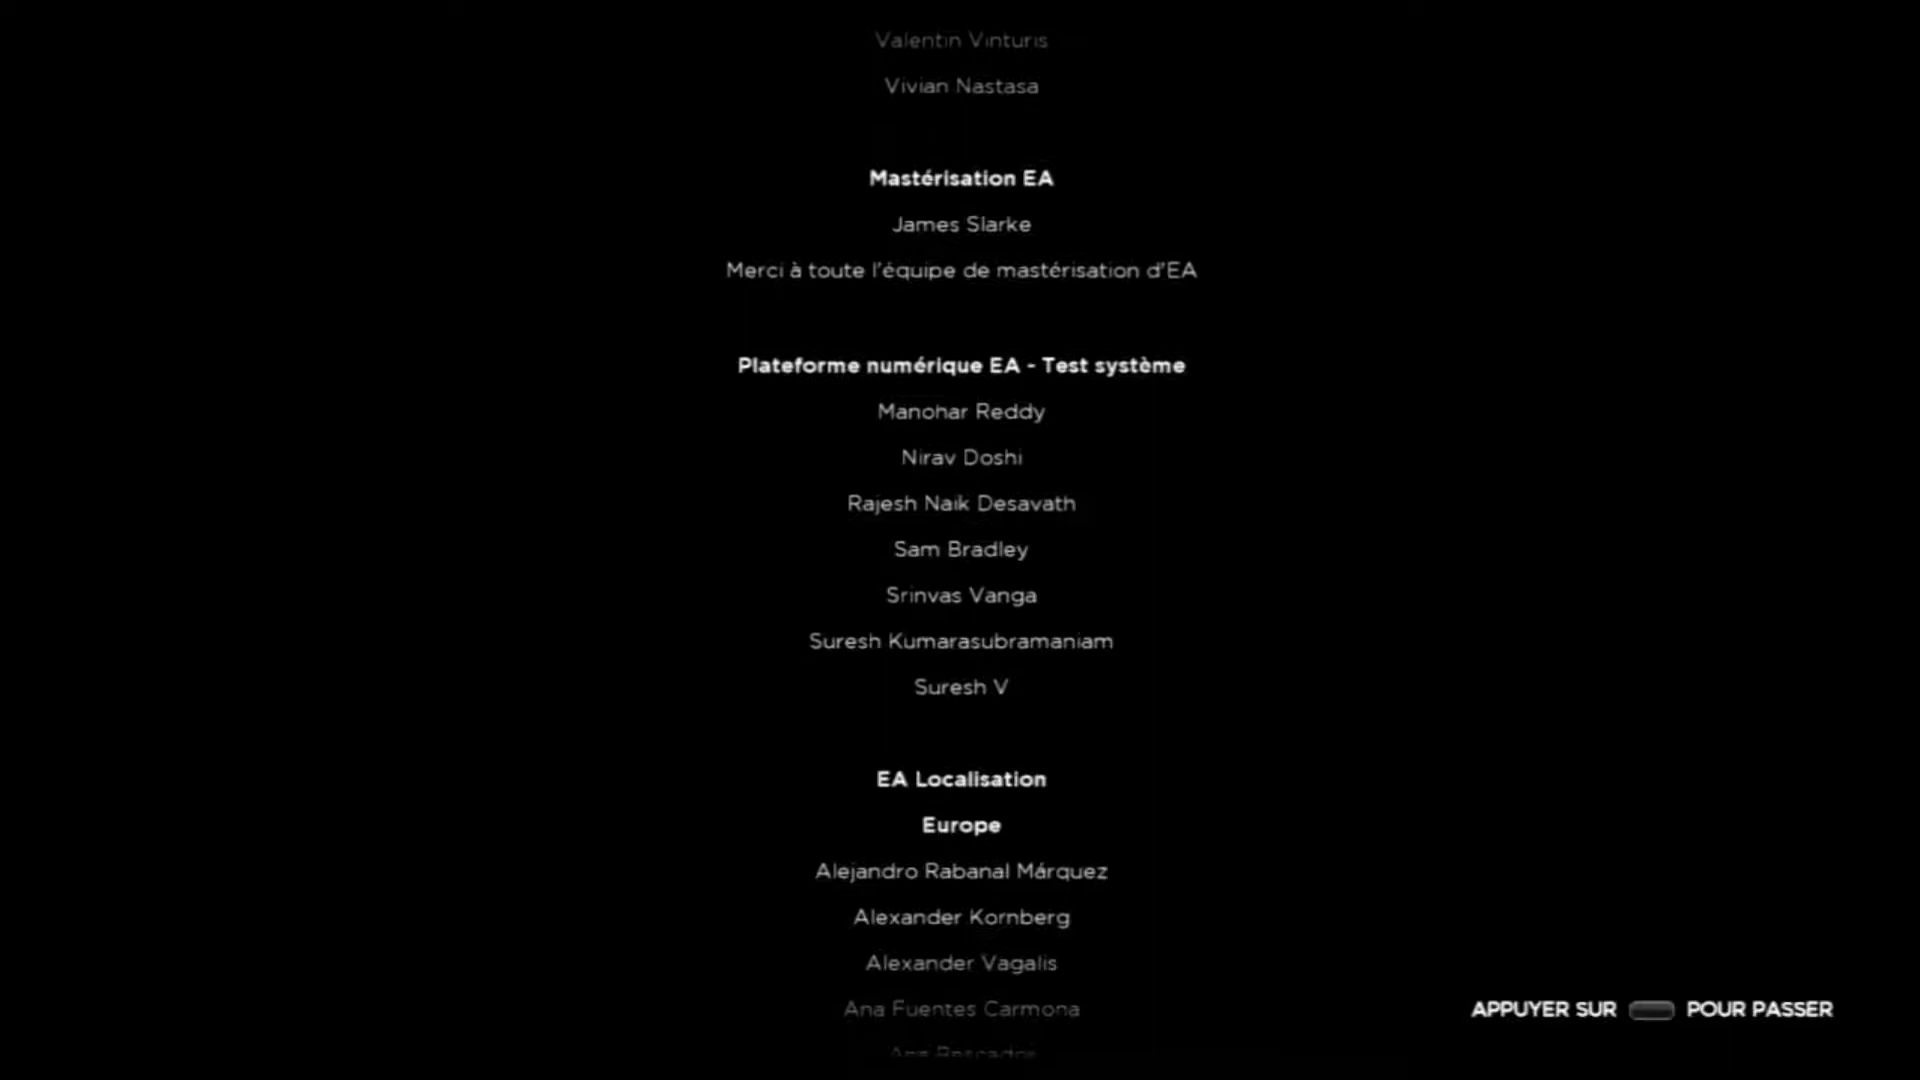 Valentin Vinturis
Vivian Nastasa
Mastérisation EA
James Slarke
Merci à toute l'équipe de mastérisation d'EA
Plateforme numérique EA - Test système
Manohar Reddy
Nirav Doshi
Rajesh Naik Desavath
Sam Bradley
Srinvas Vanga
Suresh Kumarasubramaniam
Suresh V
EA Localisation
Europe
Alejandro Rabanal Márquez
Alexander Kornberg
Alexander Vagalis
Ana Fuentes Carmona
Ana
APPUYER SUR POUR PASSER